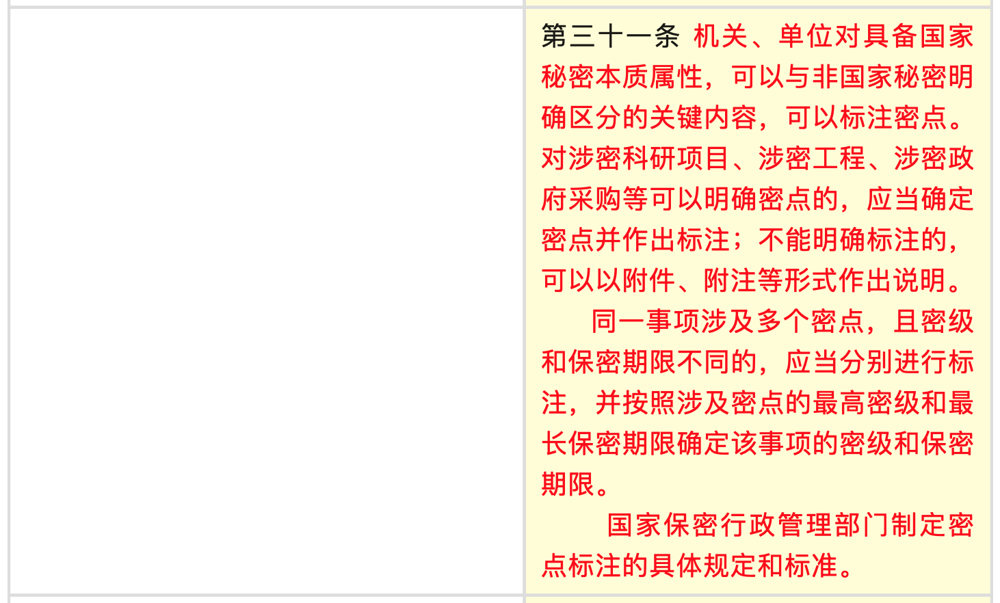 第三十一条 机关、单位对具备国家
秘密本质属性，可以与非国家秘密明
确区分的关键内容，可以标注密点。
对涉密科研项目、涉密工程、涉密政
府采购等可以明确密点的，应当确定
密点并作出标注；不能明确标注的，
可以以附件、附注等形式作出说明。
同一事项涉及多个密点，且密级
和保密期限不同的，应当分别进行标
注，并按照涉及密点的最高密级和最
长保密期限确定该事项的密级和保密
期限。
国家保密行政管理部门制定密
点标注的具体规定和标准。